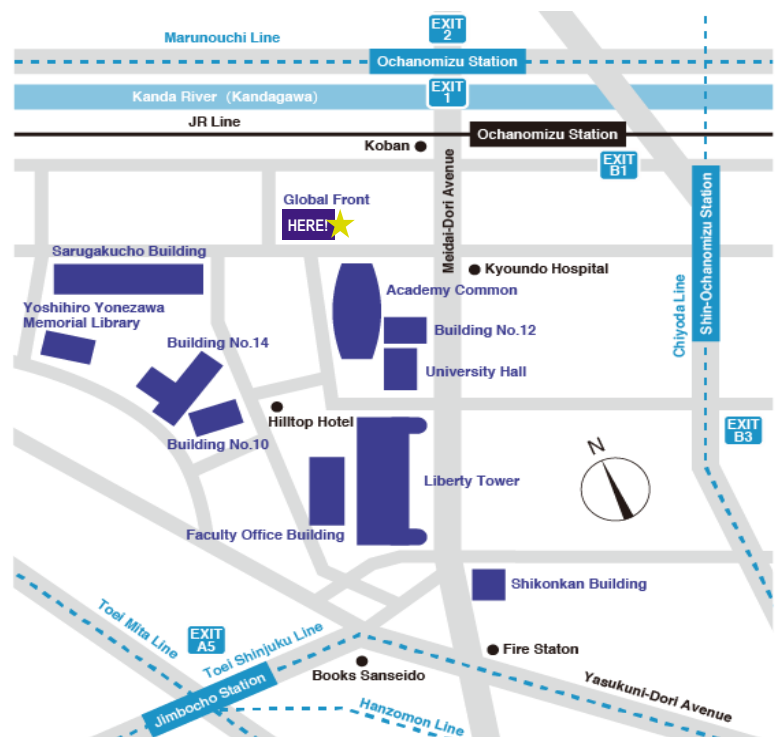 EXIT
2
Marunouchi Line
Ochanomizu Station
EXIT
1
Kanda River (Kandagawa)
JR Line
Ochanomizu Station
Koban
EXIT
B1
Meidai-Dori Avenue
Shin-Ochanomizu Station
Chiyoda Line
Global Front
HERE!
Sarugakucho Building
Kyoundo Hospital
Academy Common
Yoshihiro Yonezawa
Memorial Library
Building No.12
Building No.14
University Hall
Hilltop Hotel
EXIT
B3
Building No.10
N
Liberty Tower
Faculty Office Building
Shikonkan Building
Toei Mita Line
EXIT
A5
Toei Shinjuku Line
Fire Staton
Books Sanseido
Jimbocho Station
Hanzomon Line
Yasukuni-Dori Avenue